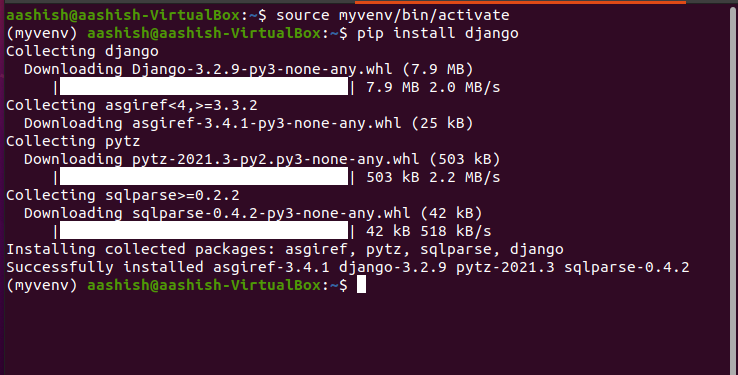 aashish@aashish-VirtualBox:~$ source myvenv/bin/activate
(myvenv) aashish@aashish-VirtualBox:~$ pip install django
Collecting django
  Downloading Django-3.2.9-py3-none-any.whl (7.9 MB)
     |                                | 7.9 MB 2.0 MB/s
Collecting asgiref<4,>=3.3.2
  Downloading asgiref-3.4.1-py3-none-any.whl (25 kB)
Collecting pytz
  Downloading pytz-2021.3-py2.py3-none-any.whl (503 kB)
     |                                | 503 kB 2.2 MB/s
Collecting sqlparse>=0.2.2
  Downloading sqlparse-0.4.2-py3-none-any.whl (42 kB)
     |                                | 42 kB 518 kB/s
Installing collected packages: asgiref, pytz, sqlparse, django
Successfully installed asgiref-3.4.1 django-3.2.9 pytz-2021.3 sqlparse-0.4.2
(myvenv) aashish@aashish-VirtualBox:~$